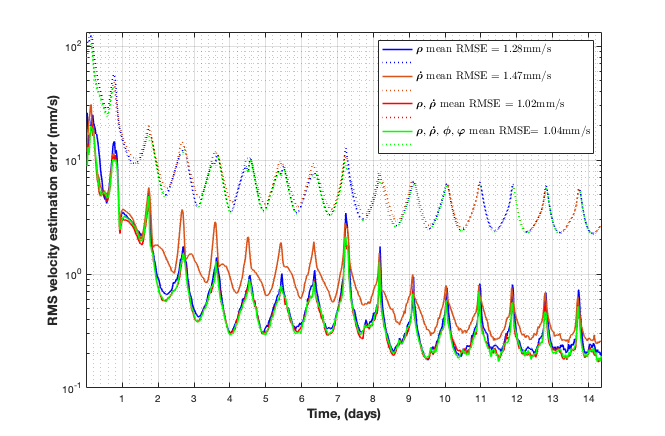 RMS velocity estimation error (mm/s)
10²
10¹
10⁰
10⁻¹
ρ mean RMSE = 1.28mm/s
ρ̇ mean RMSE = 1.47mm/s
ρ, ρ̇ mean RMSE = 1.02mm/s
ρ, ρ̇, ϕ, φ mean RMSE= 1.04mm/s
1 2 3 4 5 6 7 8 9 10 11 12 13 14
Time, (days)